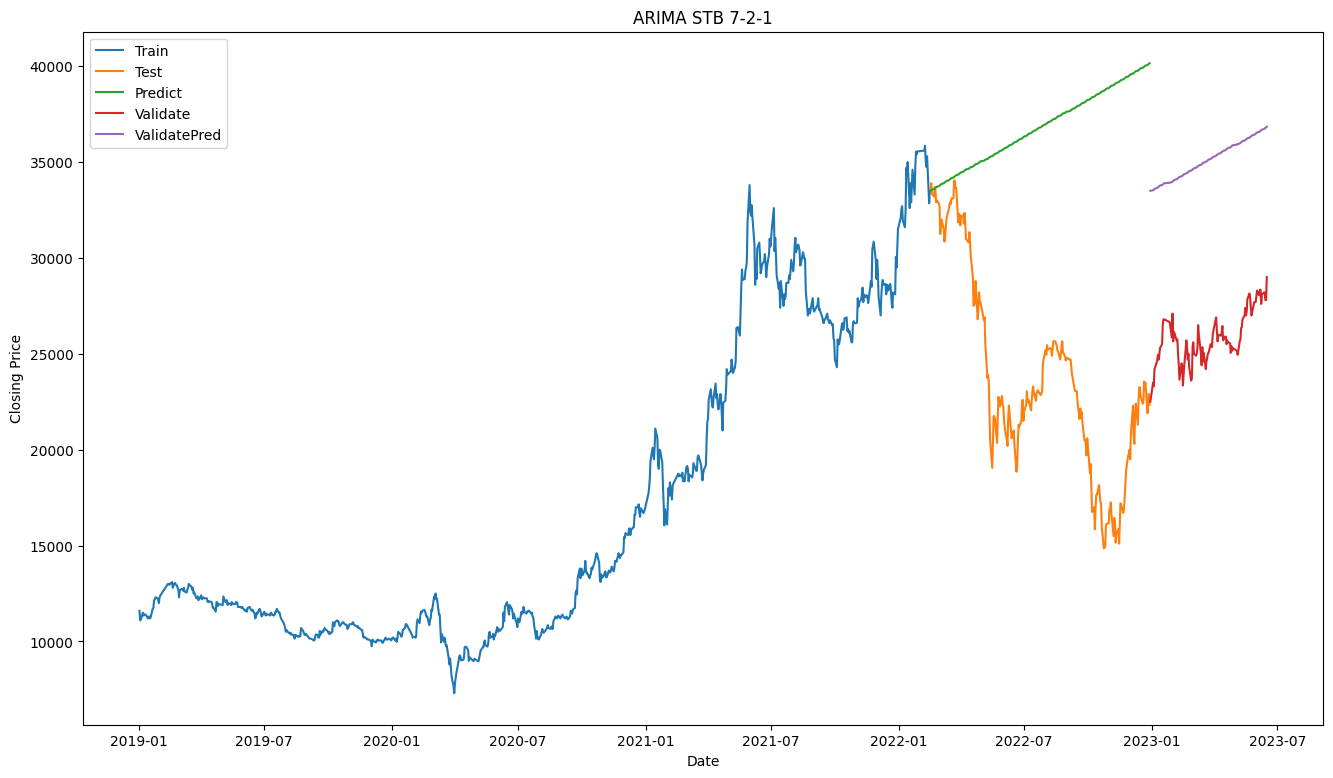 ARIMA STB 7-2-1
Train
Test
Predict
Validate
ValidatePred
40000
35000
30000
25000
20000
15000
10000
Closing Price
2019-01 2019-07 2020-01 2020-07 2021-01 2021-07 2022-01 2022-07 2023-01 2023-07
Date